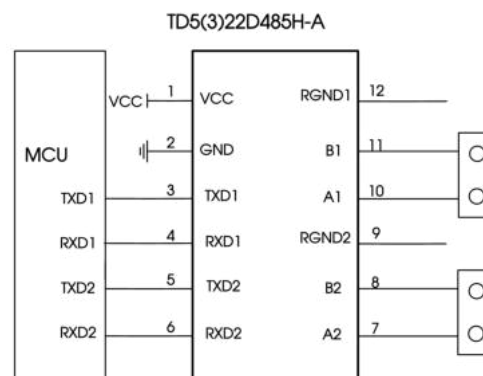 TD5(3)22D485H-A
VCC 1 VCC RGND1 12
MCU 2 GND B1 11
TXD1 3 TXD1 A1 10
RXD1 4 RXD1 RGND2 9
TXD2 5 TXD2 B2 8
RXD2 6 RXD2 A2 7